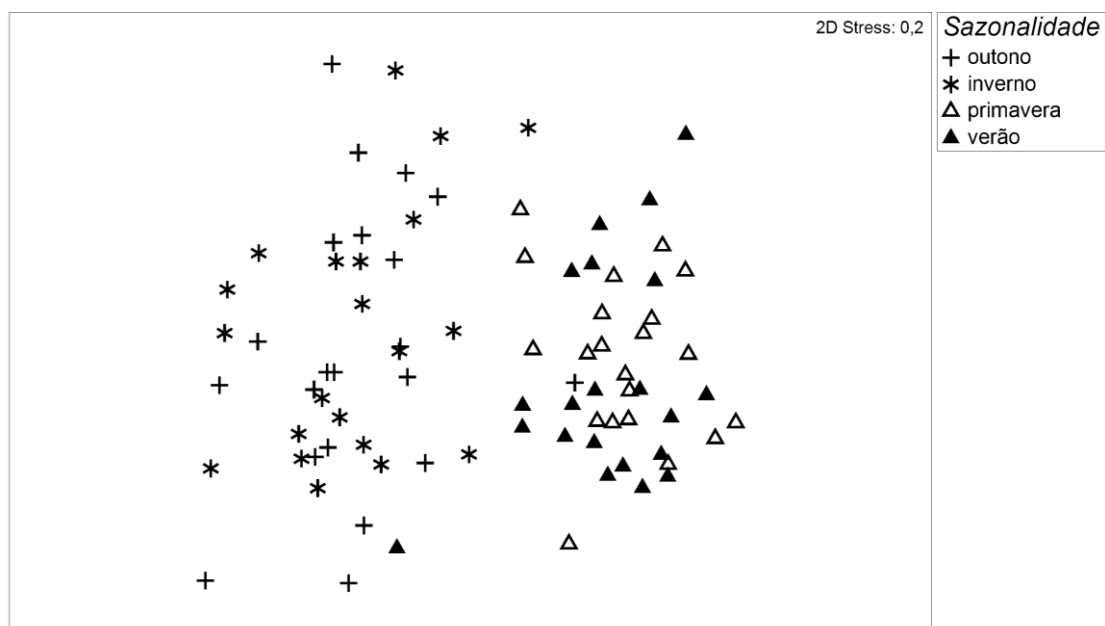 2D Stress: 0,2
Sazonalidade
outono
inverno
primavera
verão